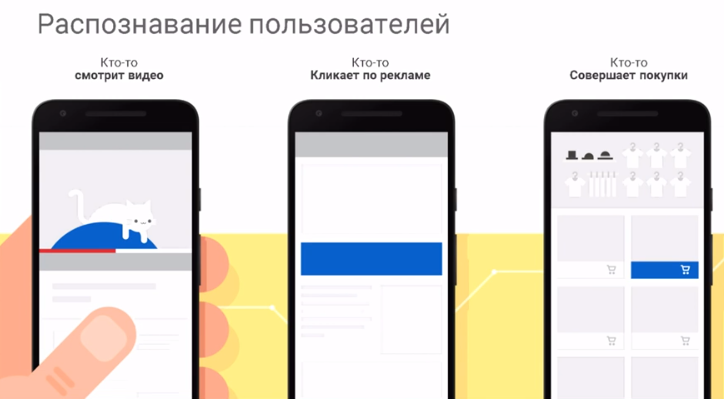 Распознавание пользователей
Кто-то
смотрит видео
Кто-то
Кликает по рекламе
Кто-то
Совершает покупки